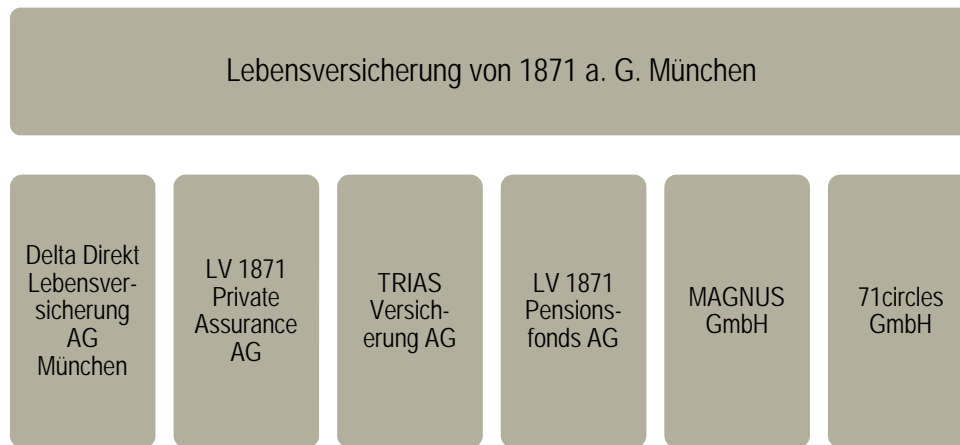 Lebensversicherung von 1871 a. G. München
Delta Direkt
Lebensver-
sicherung
AG
München
LV 1871
Private
Assurance
AG
TRIAS
Versich-
erung AG
LV 1871
Pensions-
fonds AG
MAGNUS
GmbH
71circles
GmbH